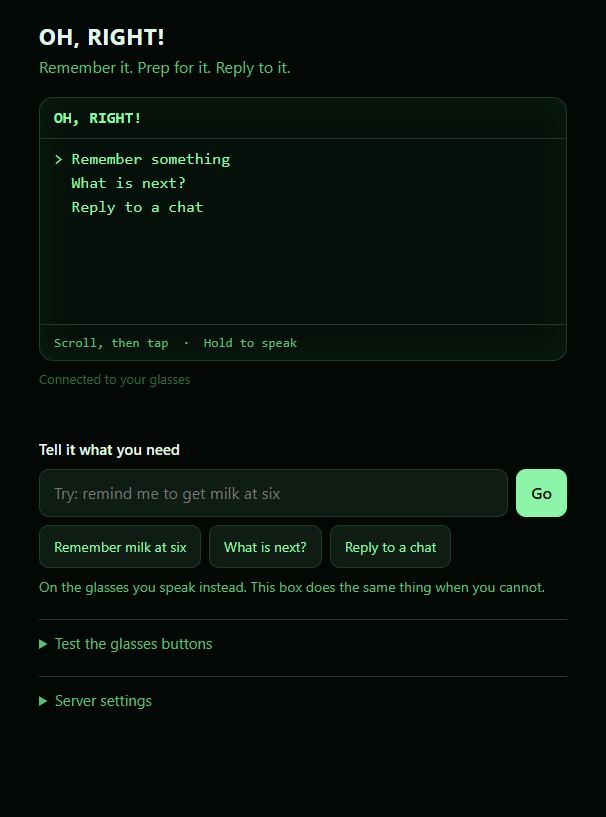 OH, RIGHT!
Remember it. Prep for it. Reply to it.
OH, RIGHT!
> Remember something
What is next?
Reply to a chat
Scroll, then tap · Hold to speak
Connected to your glasses
Tell it what you need
Try: remind me to get milk at six
Go
Remember milk at six
What is next?
Reply to a chat
On the glasses you speak instead. This box does the same thing when you cannot.
Test the glasses buttons
Server settings